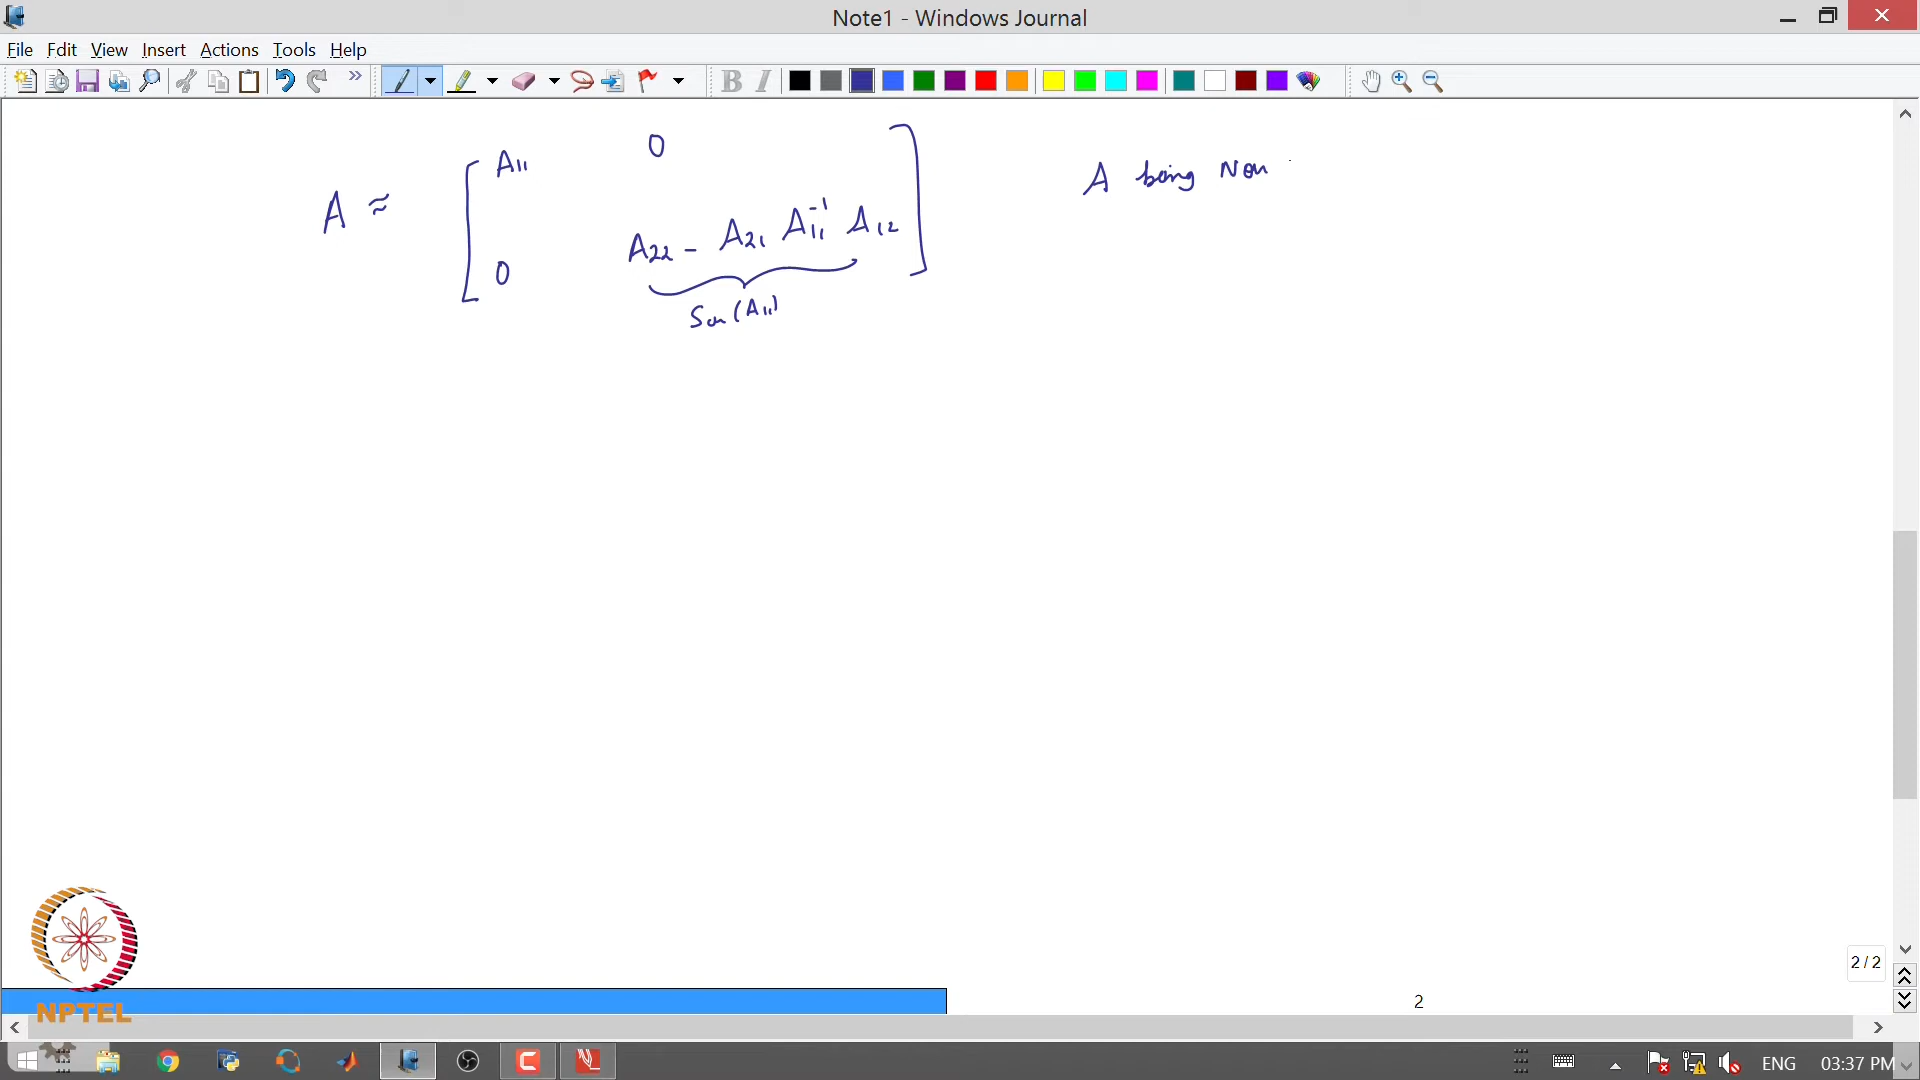 Note1 - Windows Journal
File Edit View Insert Actions Tools Help
B I
A ≈ [ A₁₁ 0
0 A₂₂ - A₂₁ A₁₁⁻¹ A₁₂ ]
(A₁₁)
A being Non
2 / 2
2
NPTEL
ENG 03:37 PM